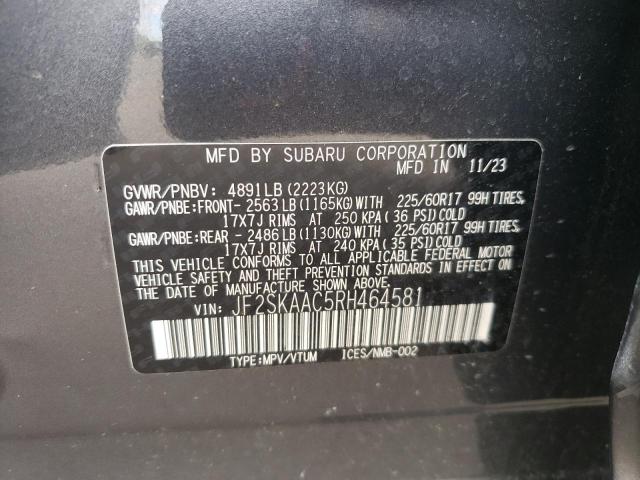 MFD BY SUBARU CORPORATION
MFD IN 11/23
GVWR/PNBV: 4891LB(2223KG)
GAWR/PNBE:FRONT- 2563LB(1165KG)WITH 225/60R17 99H TIRES,
17X7J RIMS AT 250 KPA(36 PSI)COLD
GAWR/PNBE:REAR - 2486LB(1130KG)WITH 225/60R17 99H TIRES,
17X7J RIMS AT 240 KPA(35 PSI)COLD
THIS VEHICLE CONFORMS TO ALL APPLICABLE FEDERAL MOTOR
VEHICLE SAFETY AND THEFT PREVENTION STANDARDS IN EFFECT ON
THE DATE OF MANUFACTURE SHOWN ABOVE.
VIN: JF2SKAAC5RH464581
TYPE:MPV/VTUM ICES/NMB-002